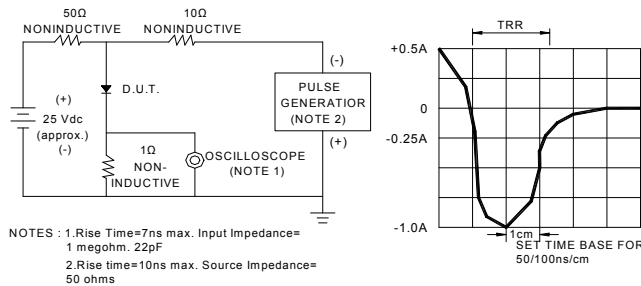 50Ω
NONINDUCTIVE
10Ω
NONINDUCTIVE
(+)
25 Vdc
(approx.)
(-)
D.U.T.
1Ω
NON-
INDUCTIVE
OSCILLOSCOPE
(NOTE 1)
(-)
PULSE
GENERATIOR
(NOTE 2)
(+)
NOTES : 1.Rise Time=7ns max. Input Impedance=
1 megohm. 22pF
2.Rise time=10ns max. Source Impedance=
50 ohms
TRR
+0.5A
0
-0.25A
-1.0A
1cm
SET TIME BASE FOR
50/100ns/cm